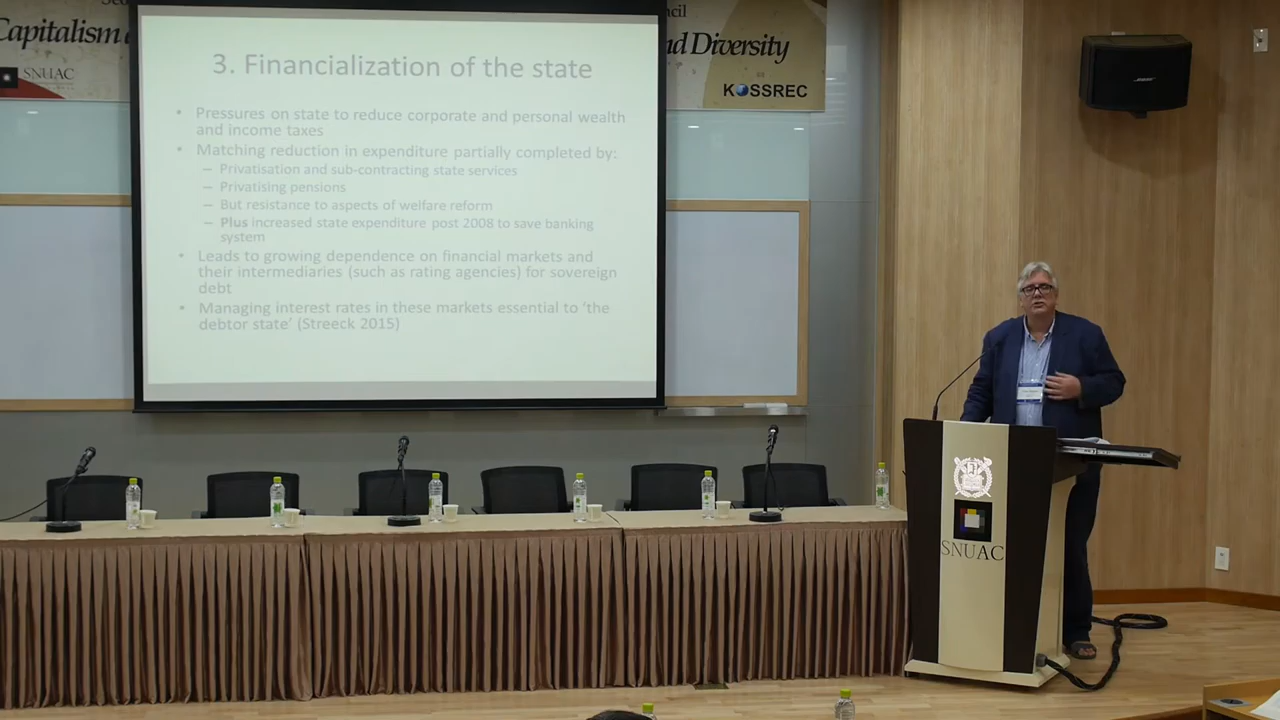 Capitalism
ncil
nd Diversity
SNUAC
KOSSREC
3. Financialization of the state
• Pressures on state to reduce corporate and personal wealth
and income taxes
• Matching reduction in expenditure partially completed by:
– Privatisation and sub-contracting state services
– Privatising pensions
– But resistance to aspects of welfare reform
– Plus increased state expenditure post 2008 to save banking
system
• Leads to growing dependence on financial markets and
their intermediaries (such as rating agencies) for sovereign
debt
• Managing interest rates in these markets essential to ‘the
debtor state’ (Streeck 2015)
BOSE
SNUAC